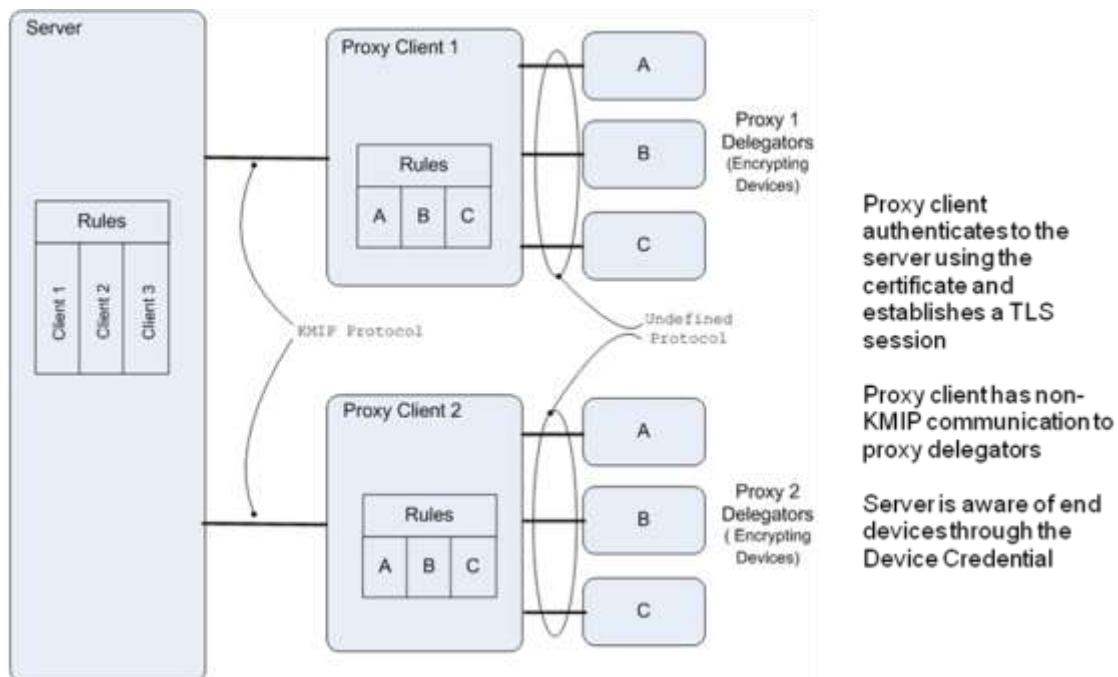 Server
Rules
Client 1
Client 2
Client 3
KMIP Protocol
Proxy Client 1
Rules
A B C
A
B
C
Proxy 1
Delegators
(Encrypting
Devices)
Undefined
Protocol
Proxy Client 2
Rules
A B C
A
B
C
Proxy 2
Delegators
( Encrypting
Devices)
Proxy client
authenticates to the
server using the
certificate and
establishes a TLS
session
Proxy client has non-
KMIP communication to
proxy delegators
Server is aware of end
devices through the
Device Credential